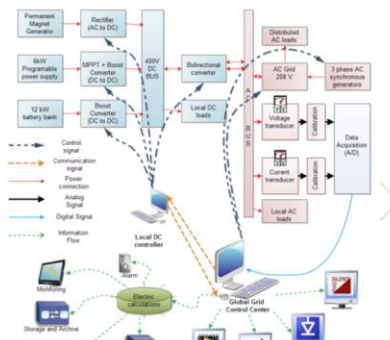 Permanent
Magnet
Generator
Rectifier
(AC to DC)
400V
DC
BUS
Distributed
AC loads
6kW
Programable
power supply
MPPT + Boost
Converter
(DC to DC)
Bidirectional
converter
AC Grid
208 V
3 phase AC
synchronous
generators
12 kW
battery bank
Boost
Converter
(DC to DC)
Local DC
loads
BUS
Voltage
transducer
Calibration
Data
Acquisition
(A/D)
Current
transducer
Calibration
Local AC
loads
Control
signal
Communication
signal
Power
connection
Analog
Signal
Digital Signal
Information
Flow
Local DC
controller
Global Grid
Control Center
Alarm
Monitoring
Electric
calculations
Storage and Archive